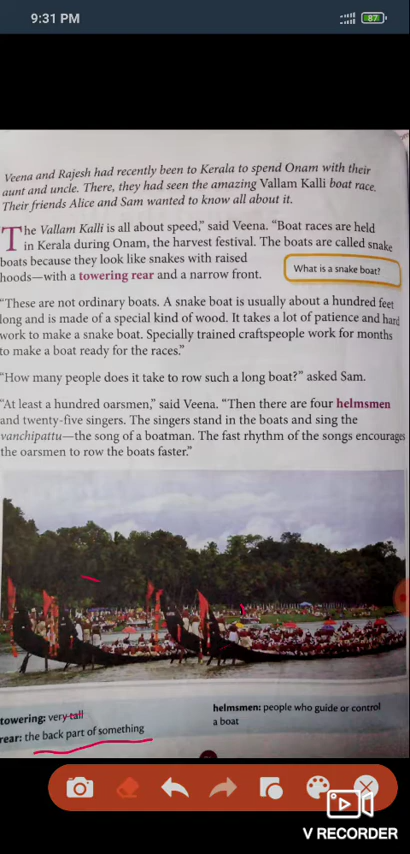 9:31 PM
87
Veena and Rajesh had recently been to Kerala to spend Onam with their
aunt and uncle. There, they had seen the amazing Vallam Kalli boat race.
Their friends Alice and Sam wanted to know all about it.
The Vallam Kalli is all about speed,” said Veena. “Boat races are held
in Kerala during Onam, the harvest festival. The boats are called snake
boats because they look like snakes with raised
hoods—with a towering rear and a narrow front.
What is a snake boat?
“These are not ordinary boats. A snake boat is usually about a hundred feet
long and is made of a special kind of wood. It takes a lot of patience and hard
work to make a snake boat. Specially trained craftspeople work for months
to make a boat ready for the races.”
“How many people does it take to row such a long boat?” asked Sam.
“At least a hundred oarsmen,” said Veena. “Then there are four helmsmen
and twenty-five singers. The singers stand in the boats and sing the
vanchipattu—the song of a boatman. The fast rhythm of the songs encourages
the oarsmen to row the boats faster.”
towering: very tall
rear: the back part of something
helmsmen: people who guide or control
a boat
V RECORDER